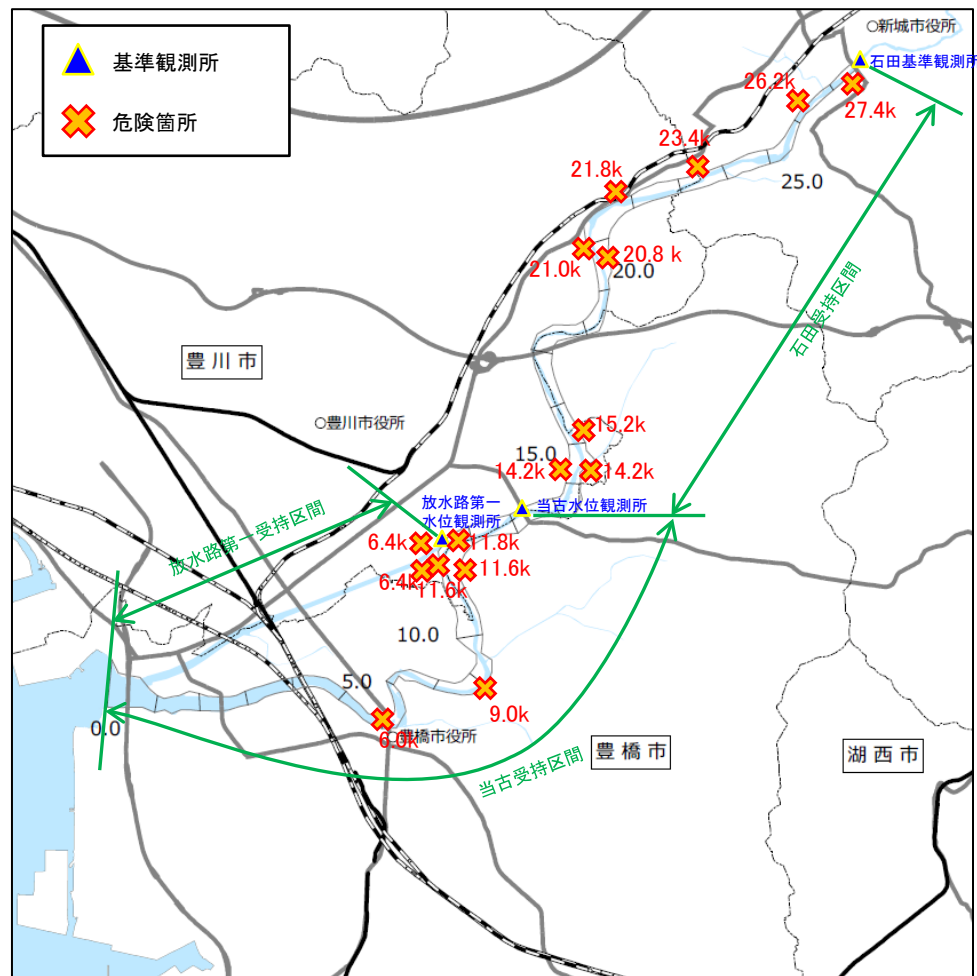 基準観測所
危険箇所
○新城市役所
石田基準観測所
26.2k
27.4k
23.4k
21.8k
25.0
21.0k
20.8 k
20.0
石田受持区間
豊川市
○豊川市役所
15.2k
15.0
14.2k
14.2k
放水路第一
水位観測所
当古水位観測所
放水路第一受持区間
6.4k
11.8k
6.4k
11.6k
11.6k
10.0
5.0
9.0k
0.0
6.0k
○豊橋市役所
当古受持区間
豊橋市
湖西市